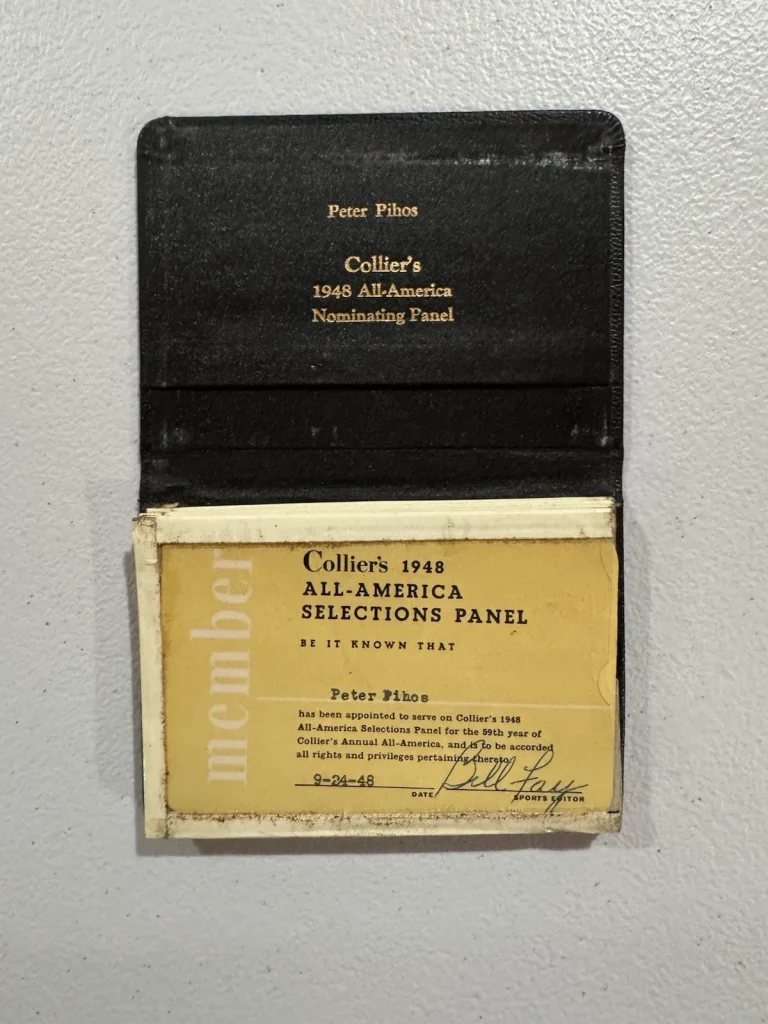 Peter Pihos
Collier's
1948 All-America
Nominating Panel
member
Collier's 1948
ALL-AMERICA
SELECTIONS PANEL
BE IT KNOWN THAT
Peter Pihos
has been appointed to serve on Collier's 1948
All-America Selections Panel for the 59th year of
Collier's Annual All-America, and is to be accorded
all rights and privileges pertaining thereto.
9-24-48
Bill Fay
DATE
SPORTS EDITOR